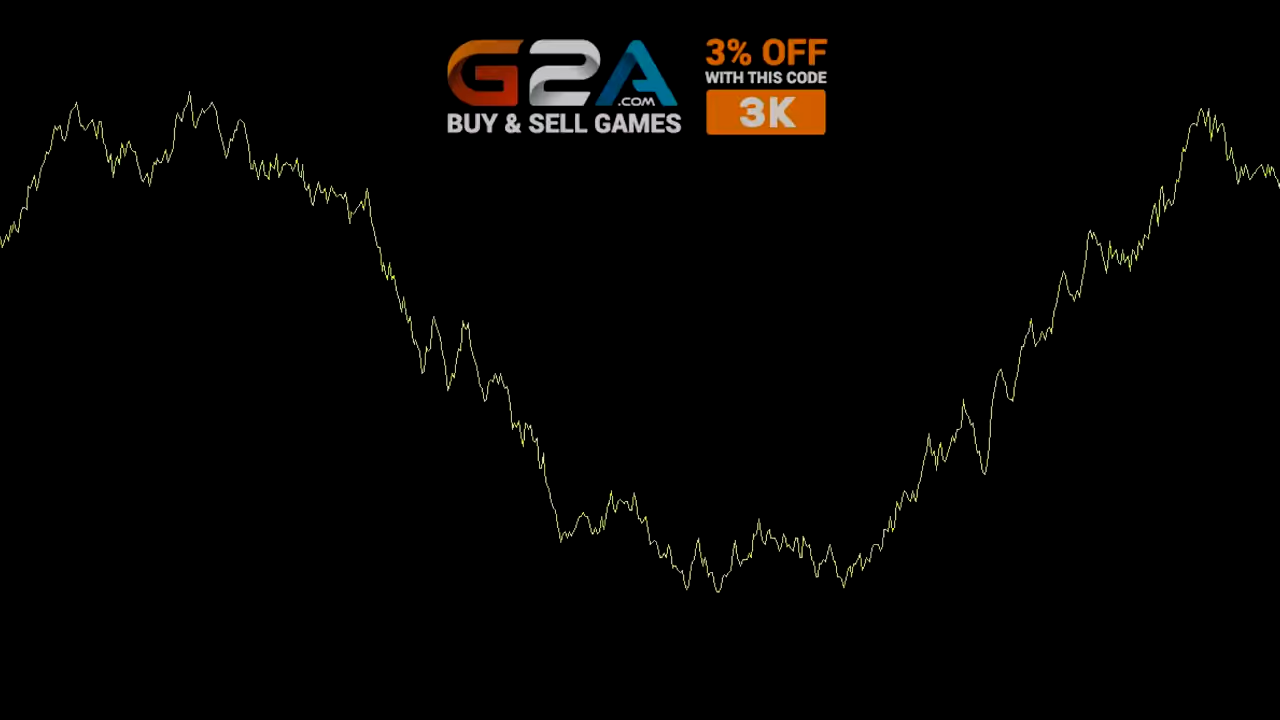 G2A
.COM
BUY & SELL GAMES
3% OFF
WITH THIS CODE
3K